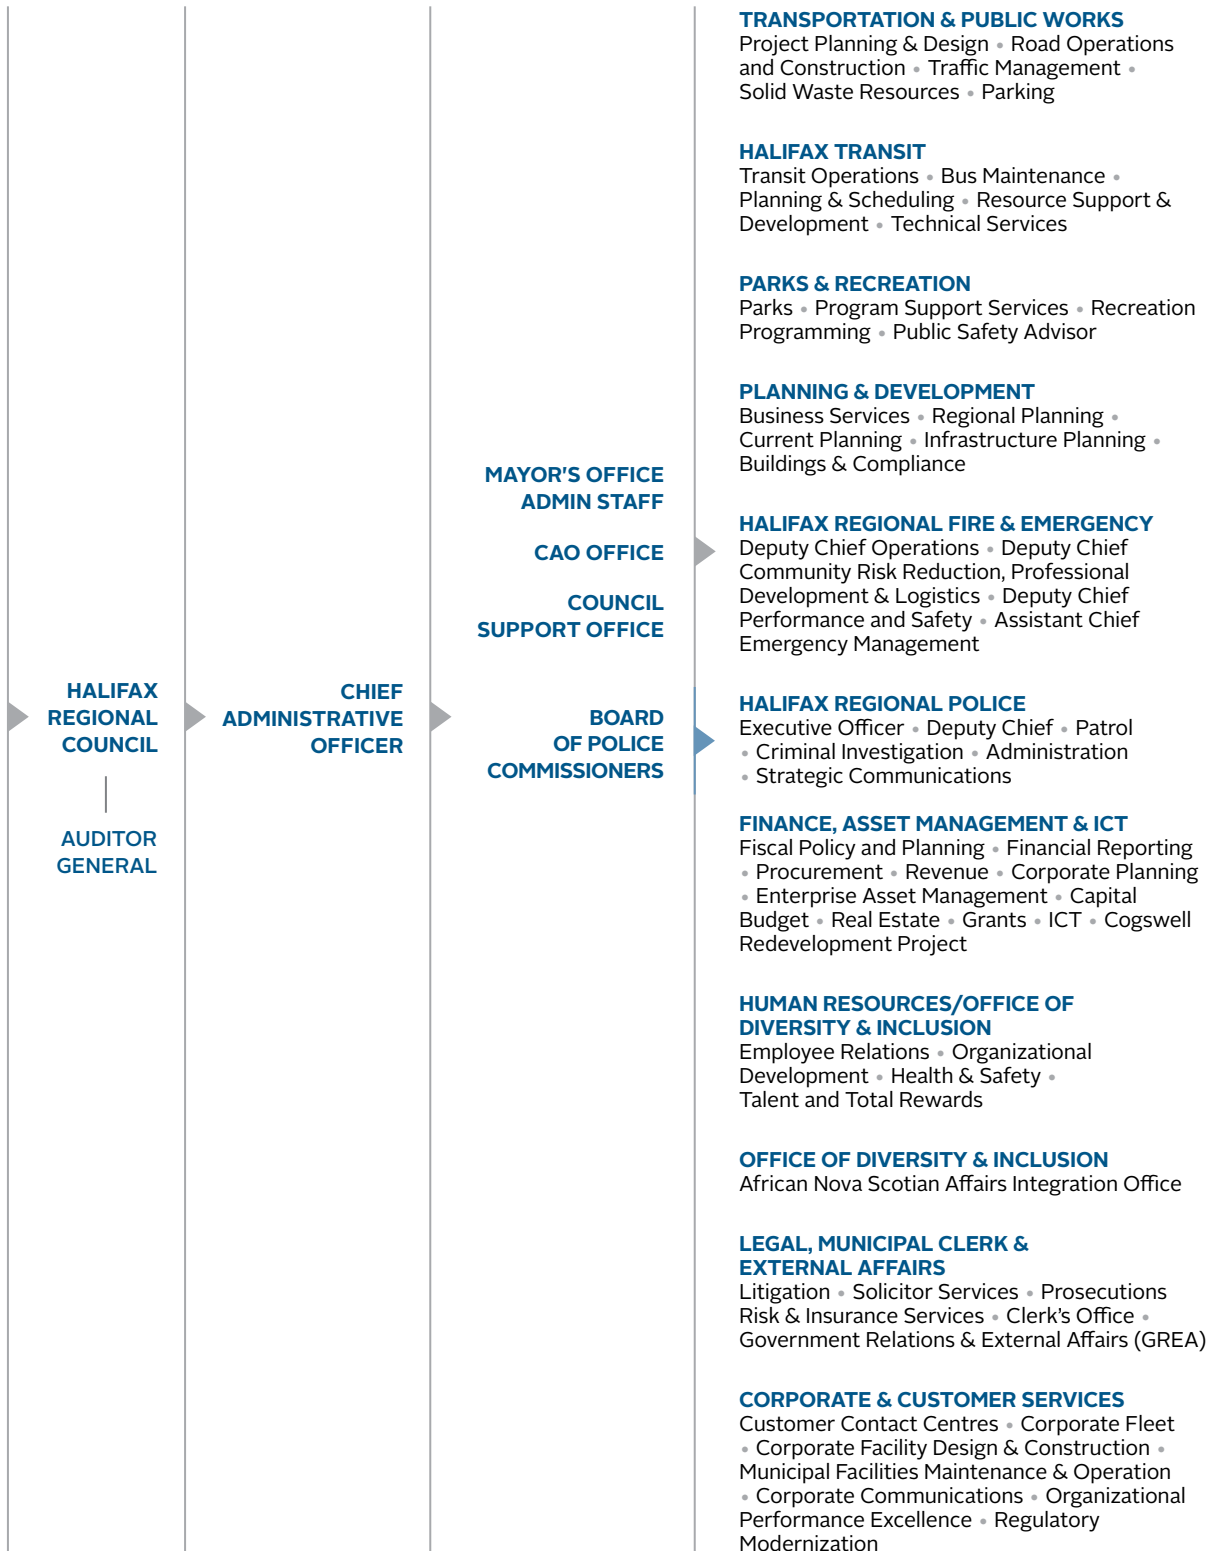 HALIFAX
REGIONAL
COUNCIL
AUDITOR
GENERAL
CHIEF
ADMINISTRATIVE
OFFICER
MAYOR'S OFFICE
ADMIN STAFF
CAO OFFICE
COUNCIL
SUPPORT OFFICE
BOARD
OF POLICE
COMMISSIONERS
TRANSPORTATION & PUBLIC WORKS
Project Planning & Design • Road Operations
and Construction • Traffic Management •
Solid Waste Resources • Parking
HALIFAX TRANSIT
Transit Operations • Bus Maintenance •
Planning & Scheduling • Resource Support &
Development • Technical Services
PARKS & RECREATION
Parks • Program Support Services • Recreation
Programming • Public Safety Advisor
PLANNING & DEVELOPMENT
Business Services • Regional Planning •
Current Planning • Infrastructure Planning •
Buildings & Compliance
HALIFAX REGIONAL FIRE & EMERGENCY
Deputy Chief Operations • Deputy Chief
Community Risk Reduction, Professional
Development & Logistics • Deputy Chief
Performance and Safety • Assistant Chief
Emergency Management
HALIFAX REGIONAL POLICE
Executive Officer • Deputy Chief • Patrol
• Criminal Investigation • Administration
• Strategic Communications
FINANCE, ASSET MANAGEMENT & ICT
Fiscal Policy and Planning • Financial Reporting
• Procurement • Revenue • Corporate Planning
• Enterprise Asset Management • Capital
Budget • Real Estate • Grants • ICT • Cogswell
Redevelopment Project
HUMAN RESOURCES/OFFICE OF
DIVERSITY & INCLUSION
Employee Relations • Organizational
Development • Health & Safety •
Talent and Total Rewards
OFFICE OF DIVERSITY & INCLUSION
African Nova Scotian Affairs Integration Office
LEGAL, MUNICIPAL CLERK &
EXTERNAL AFFAIRS
Litigation • Solicitor Services • Prosecutions
Risk & Insurance Services • Clerk’s Office •
Government Relations & External Affairs (GREA)
CORPORATE & CUSTOMER SERVICES
Customer Contact Centres • Corporate Fleet
• Corporate Facility Design & Construction •
Municipal Facilities Maintenance & Operation
• Corporate Communications • Organizational
Performance Excellence • Regulatory
Modernization